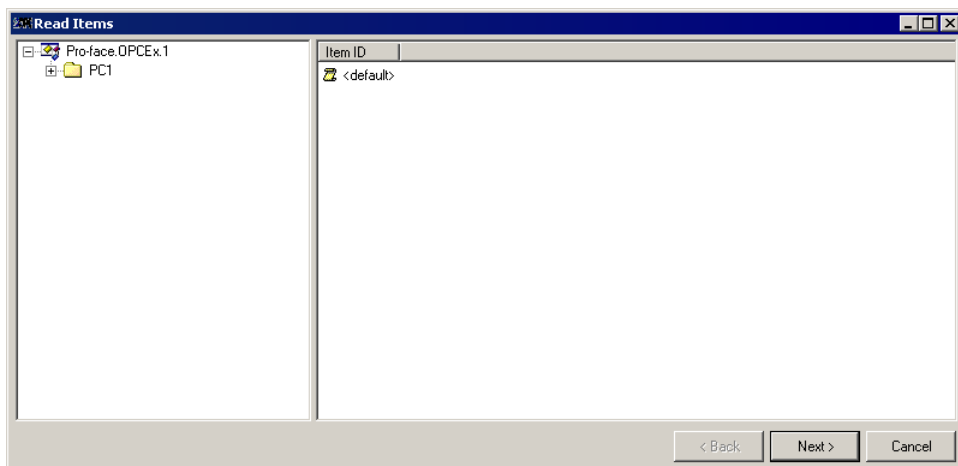 Read Items
Pro-face.OPCEx.1
PC1
Item ID
<default>
< Back
Next >
Cancel